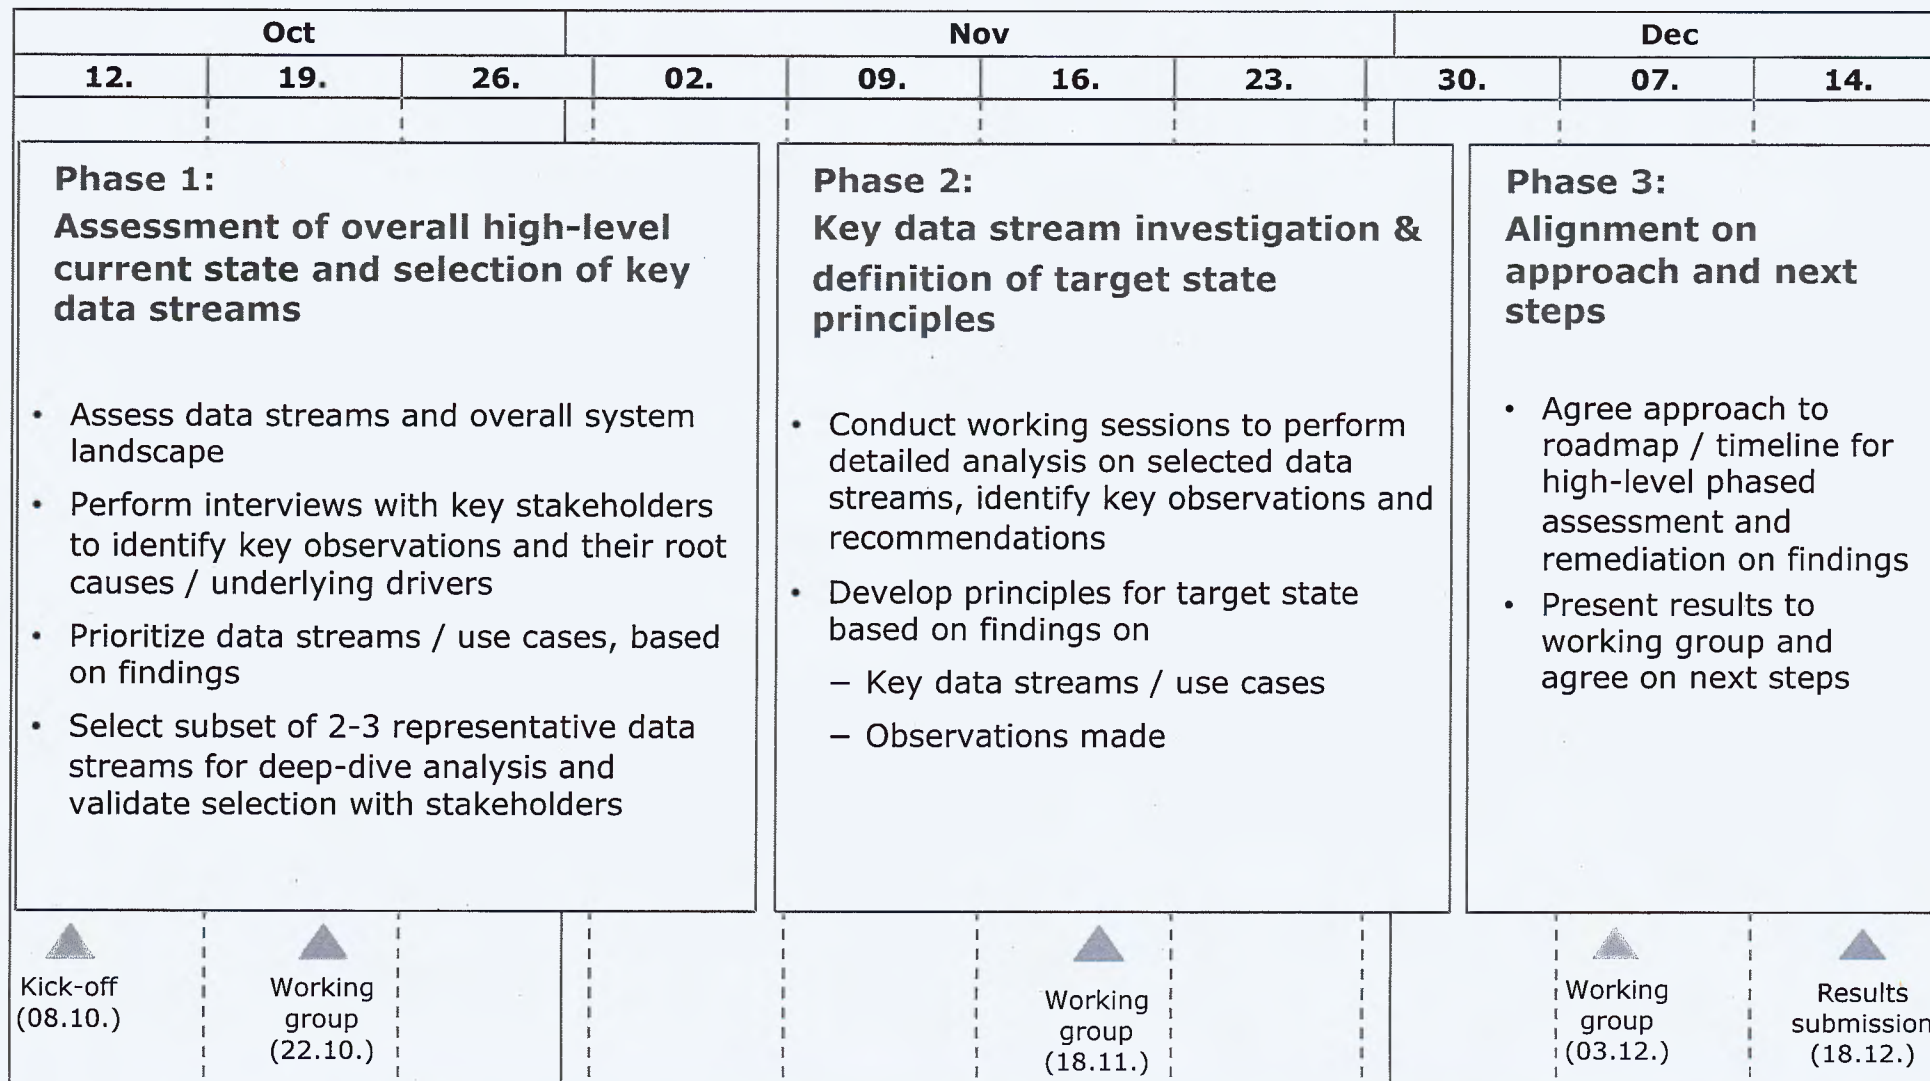 Oct Nov Dec
12. 19. 26. 02. 09. 16. 23. 30. 07. 14.
Phase 1:
Assessment of overall high-level
current state and selection of key
data streams
• Assess data streams and overall system
landscape
• Perform interviews with key stakeholders
to identify key observations and their root
causes / underlying drivers
• Prioritize data streams / use cases, based
on findings
• Select subset of 2-3 representative data
streams for deep-dive analysis and
validate selection with stakeholders
Phase 2:
Key data stream investigation &
definition of target state
principles
• Conduct working sessions to perform
detailed analysis on selected data
streams, identify key observations and
recommendations
• Develop principles for target state
based on findings on
– Key data streams / use cases
– Observations made
Phase 3:
Alignment on
approach and next
steps
• Agree approach to
roadmap / timeline for
high-level phased
assessment and
remediation on findings
• Present results to
working group and
agree on next steps
Kick-off
(08.10.)
Working
group
(22.10.)
Working
group
(18.11.)
Working
group
(03.12.)
Results
submission
(18.12.)